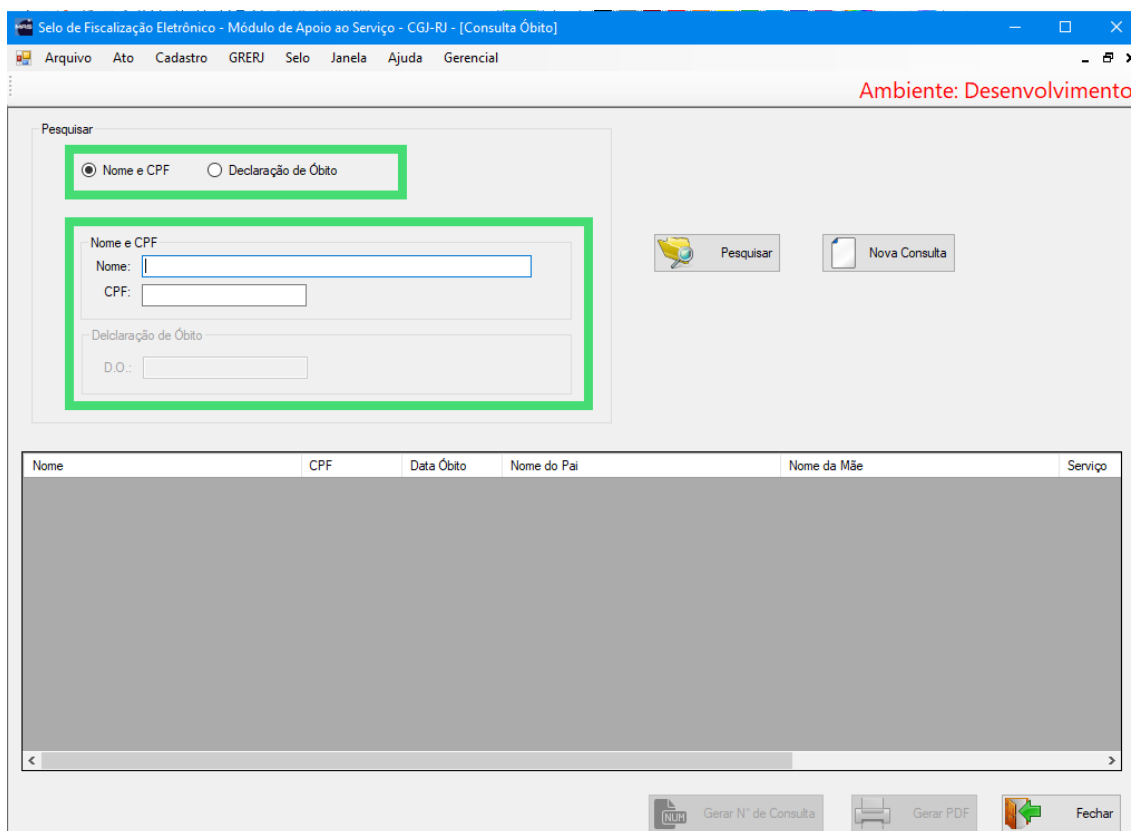 MAS Selo de Fiscalização Eletrônico - Módulo de Apoio ao Serviço - CGJ-RJ - [Consulta Óbito]
Arquivo Ato Cadastro GRERJ Selo Janela Ajuda Gerencial
Ambiente: Desenvolvimento
Pesquisar
Nome e CPF Declaração de Óbito
Nome e CPF
Nome:
CPF:
Pesquisar Nova Consulta
Delclaração de Óbito
D.O.:
Nome CPF Data Óbito Nome do Pai Nome da Mãe Serviço
NUM Gerar N° de Consulta Gerar PDF Fechar